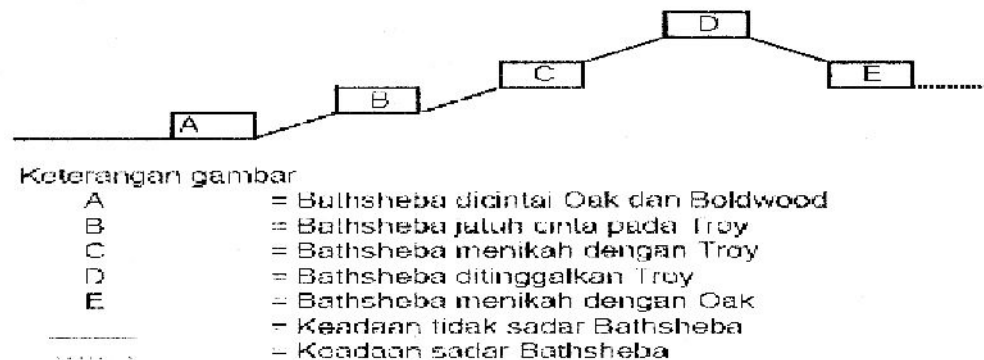 D
C
E
B
A
Keterangan gambar
A = Bathsheba dicintai Oak dan Boldwood
B = Bathsheba jatuh cinta pada Troy
C = Bathsheba menikah dengan Troy
D = Bathsheba ditinggalkan Troy
E = Bathsheba menikah dengan Oak
= Keadaan tidak sadar Bathsheba
= Keadaan sadar Bathsheba